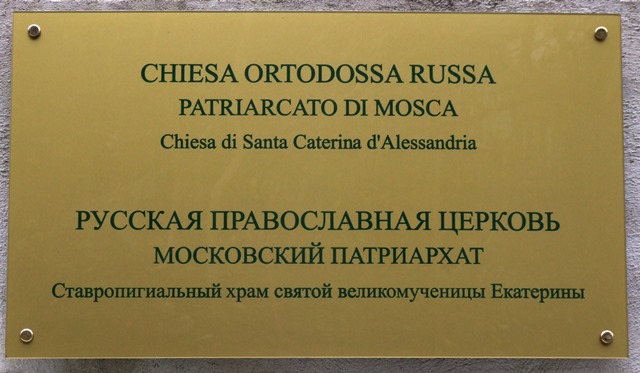 CHIESA ORTODOSSA RUSSA
PATRIARCATO DI MOSCA
Chiesa di Santa Caterina d'Alessandria
РУССКАЯ ПРАВОСЛАВНАЯ ЦЕРКОВЬ
МОСКОВСКИЙ ПАТРИАРХАТ
Ставропигиальный храм святой великомученицы Екатерины